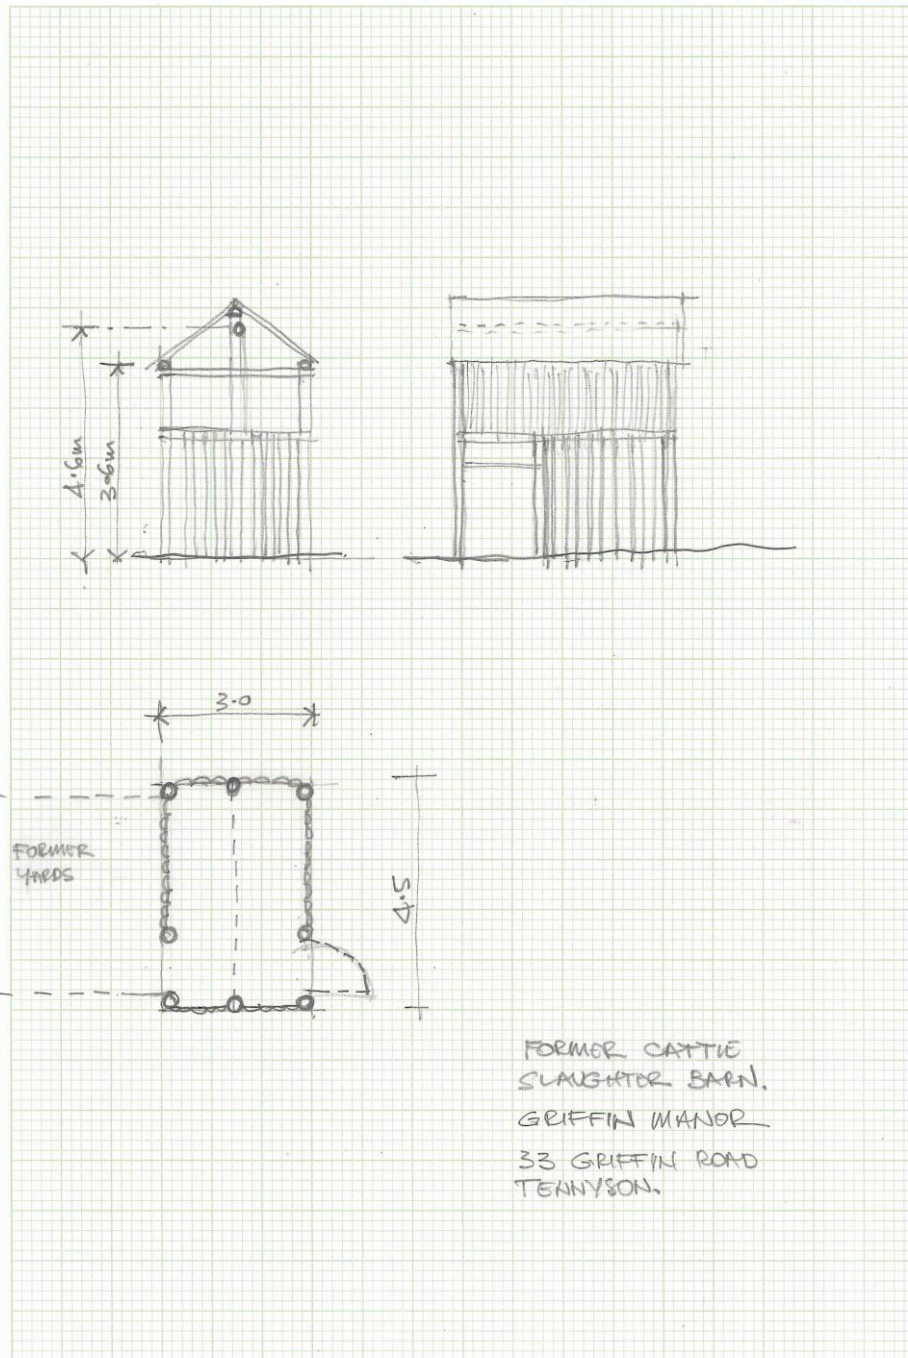 4.6m
3.6m
3.0
FORMER
YARDS
4.5
FORMER CATTLE
SLAUGHTER BARN.
GRIFFIN MANOR
33 GRIFFIN ROAD
TENNYSON.